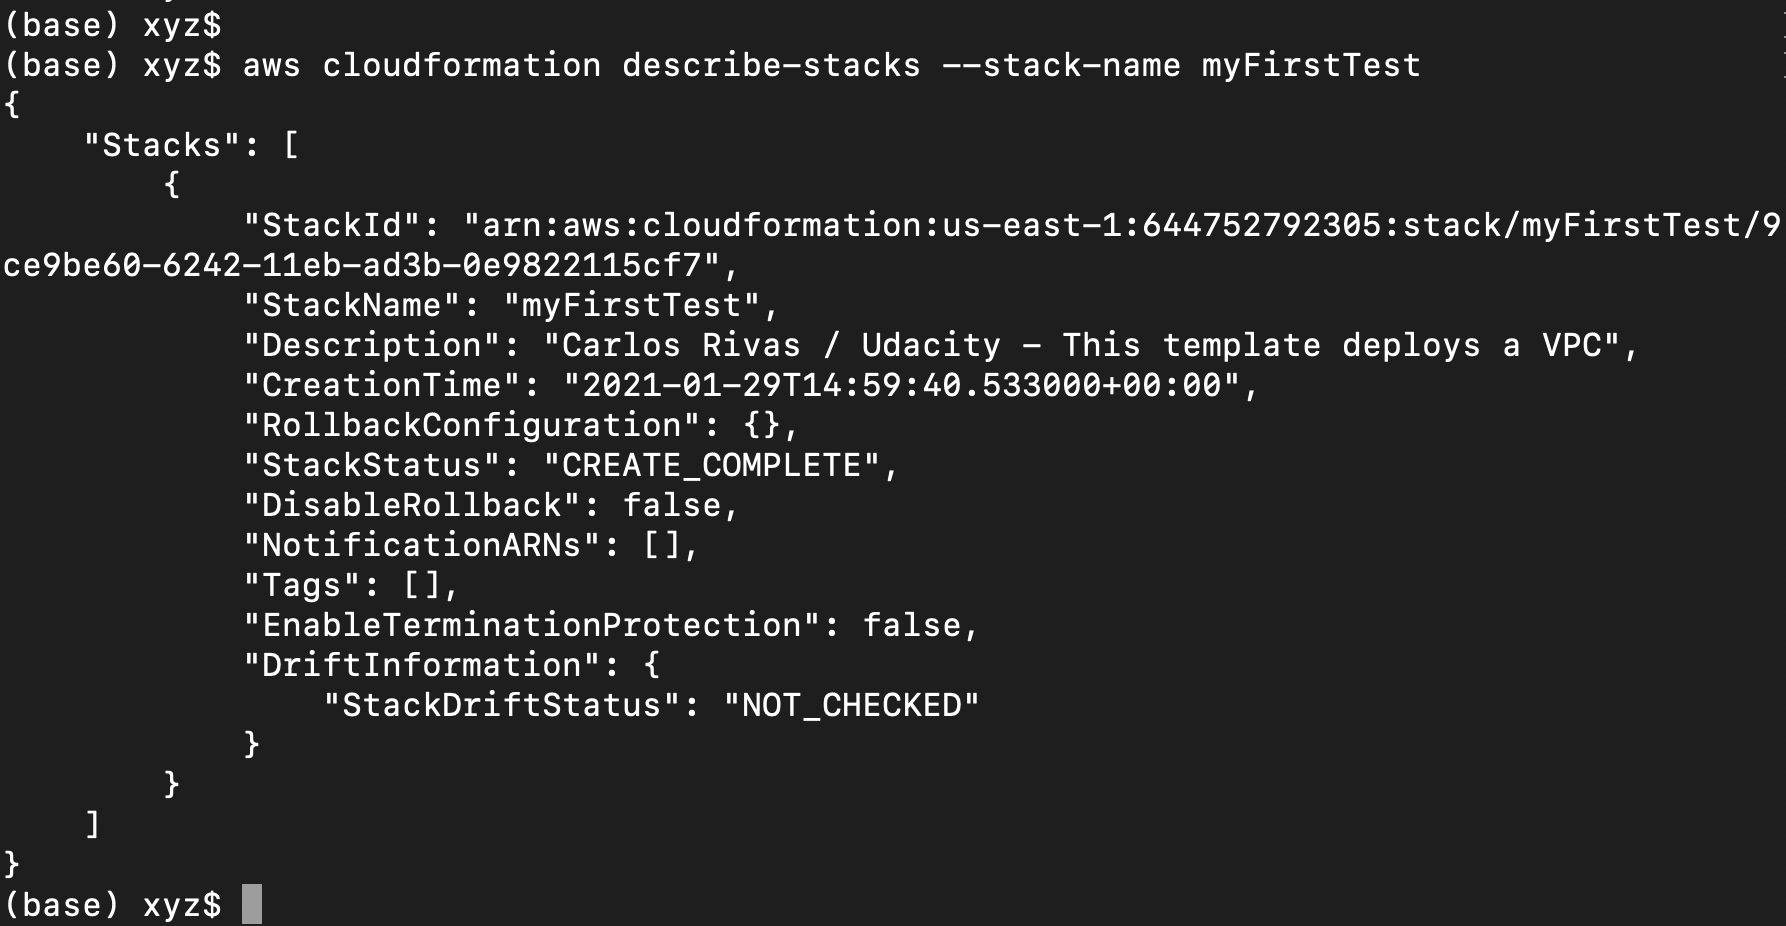 (base) xyz$
(base) xyz$ aws cloudformation describe-stacks --stack-name myFirstTest
{
    "Stacks": [
        {
            "StackId": "arn:aws:cloudformation:us-east-1:644752792305:stack/myFirstTest/9
ce9be60-6242-11eb-ad3b-0e9822115cf7",
            "StackName": "myFirstTest",
            "Description": "Carlos Rivas / Udacity - This template deploys a VPC",
            "CreationTime": "2021-01-29T14:59:40.533000+00:00",
            "RollbackConfiguration": {},
            "StackStatus": "CREATE_COMPLETE",
            "DisableRollback": false,
            "NotificationARNs": [],
            "Tags": [],
            "EnableTerminationProtection": false,
            "DriftInformation": {
                "StackDriftStatus": "NOT_CHECKED"
            }
        }
    ]
}
(base) xyz$